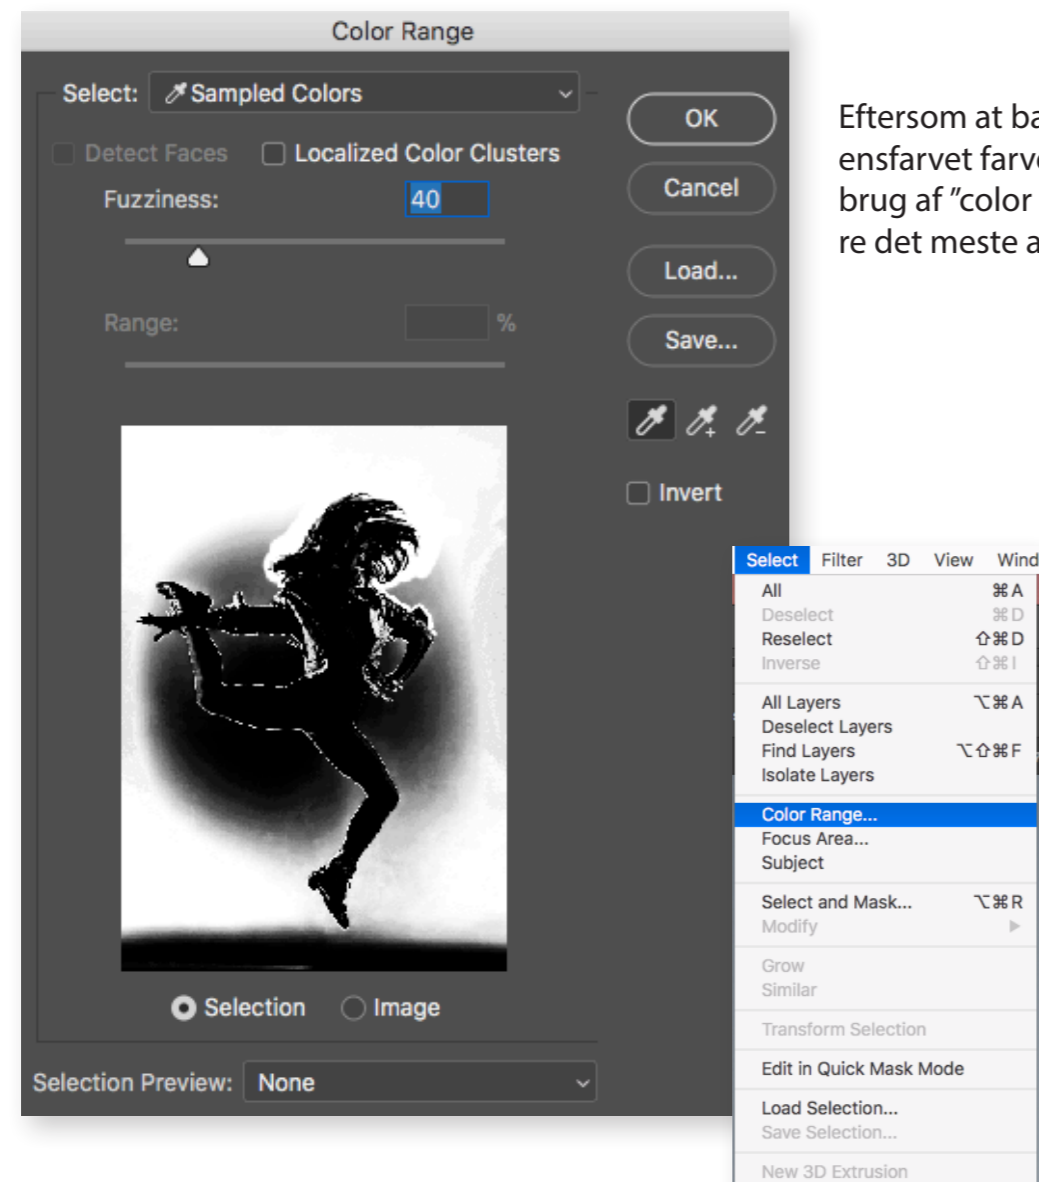 Color Range
Select: Sampled Colors
Detect Faces Localized Color Clusters
Fuzziness: 40
Range: %
Selection Image
Selection Preview: None
OK
Cancel
Load...
Save...
Invert
Eftersom at ba
ensfarvet farve
brug af ”color
re det meste a
Select Filter 3D View Wind
All ⌘A
Deselect ⌘D
Reselect ⇧⌘D
Inverse ⇧⌘I
All Layers ⌥⌘A
Deselect Layers
Find Layers ⌥⇧⌘F
Isolate Layers
Color Range...
Focus Area...
Subject
Select and Mask... ⌥⌘R
Modify
Grow
Similar
Transform Selection
Edit in Quick Mask Mode
Load Selection...
Save Selection...
New 3D Extrusion